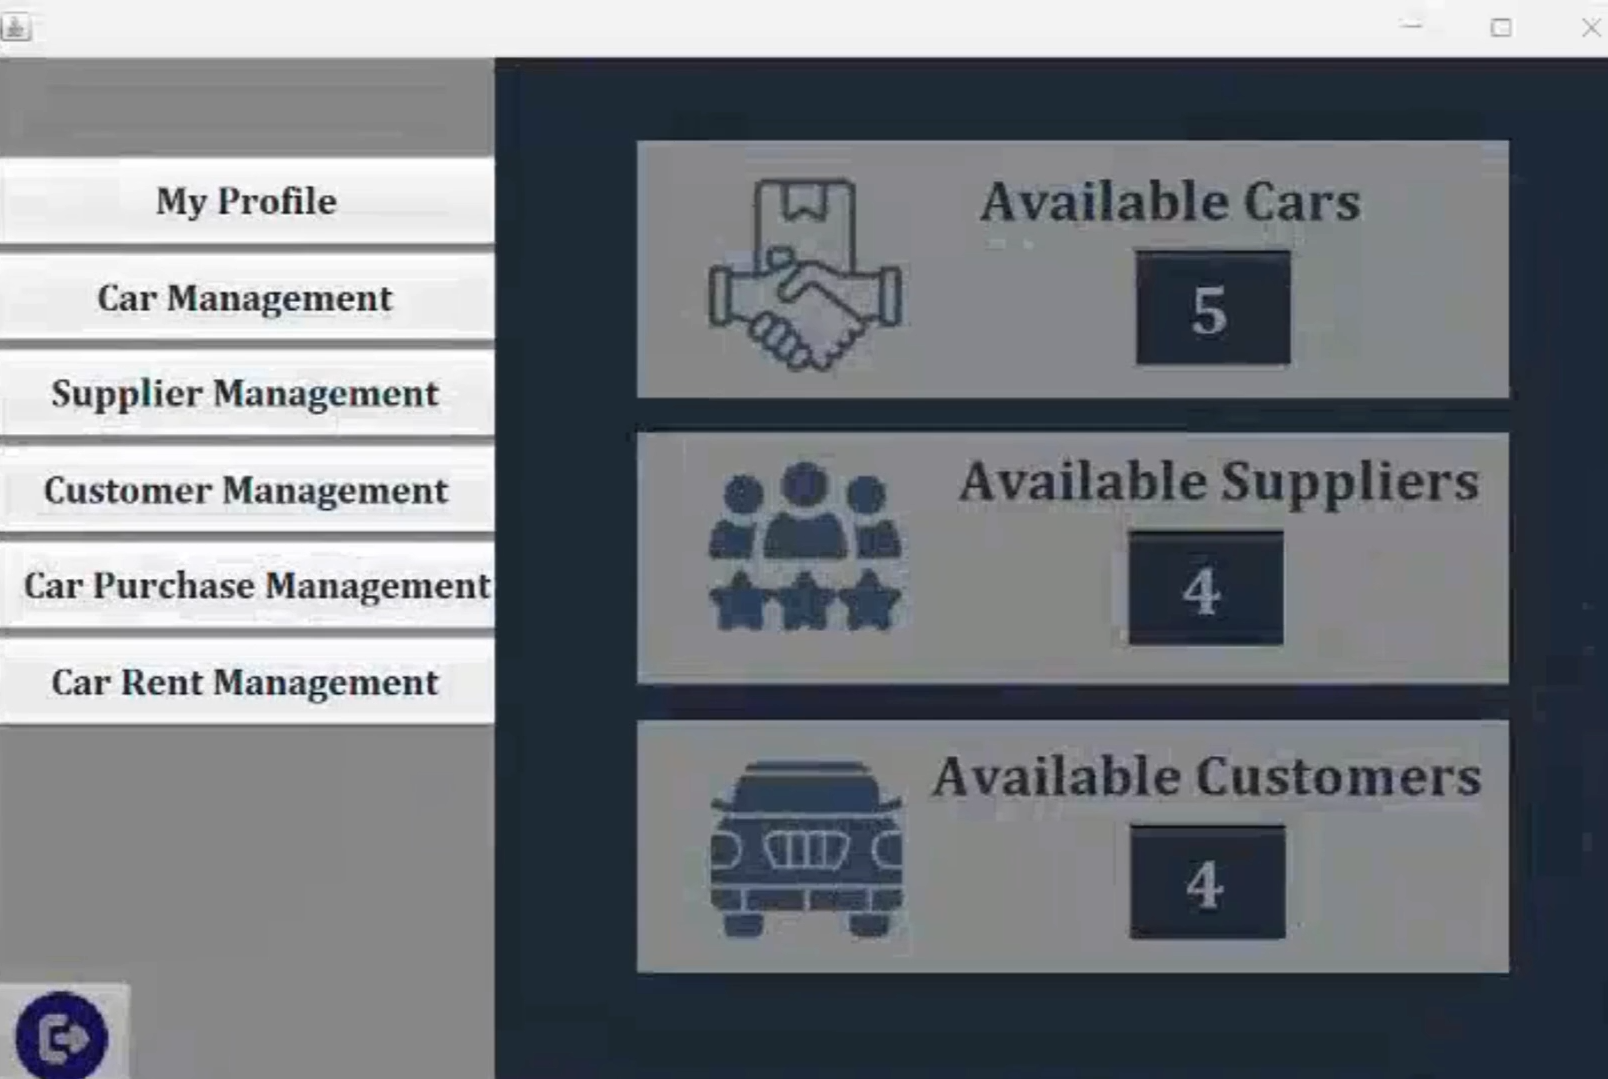 My Profile
Car Management
Supplier Management
Customer Management
Car Purchase Management
Car Rent Management
Available Cars
5
Available Suppliers
4
Available Customers
4